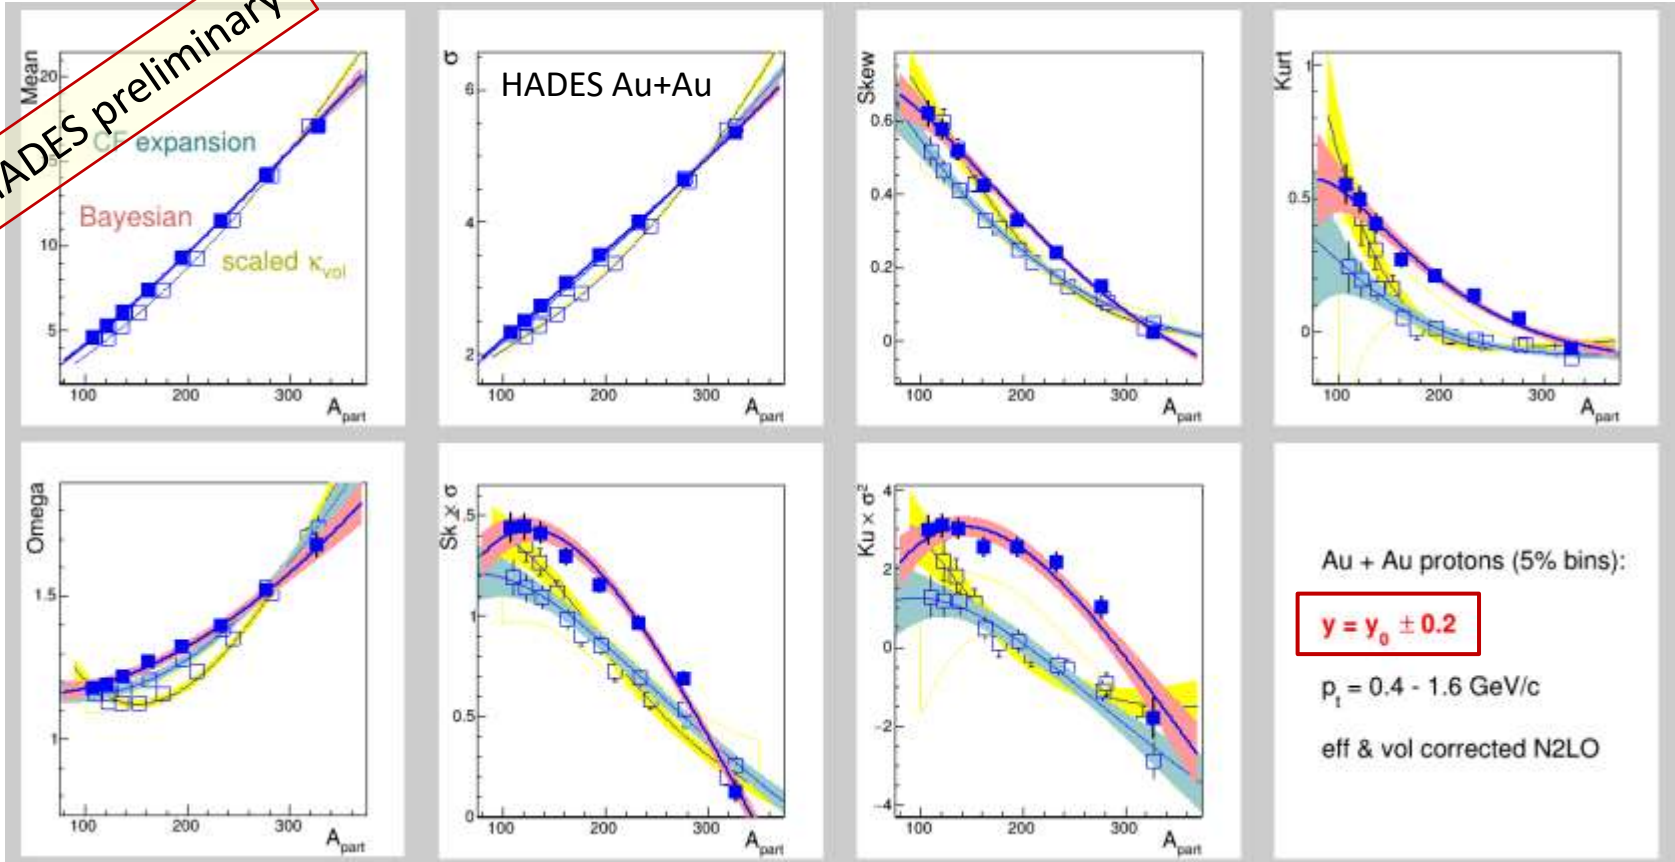 HADES preliminary
Mean
20
10
5
CF expansion
Bayesian
scaled κvol
100 200 300
Apart
σ
HADES Au+Au
6
4
2
100 200 300
Apart
Skew
0.6
0.4
0.2
0
100 200 300
Apart
Kurt
1
0.5
0
100 200 300
Apart
Omega
1.5
1
100 200 300
Apart
Sk × σ
1
0.5
0
100 200 300
Apart
Ku × σ²
4
2
0
−2
−4
100 200 300
Apart
Au + Au protons (5% bins):
y = y0 ± 0.2
pt = 0.4 - 1.6 GeV/c
eff & vol corrected N2LO